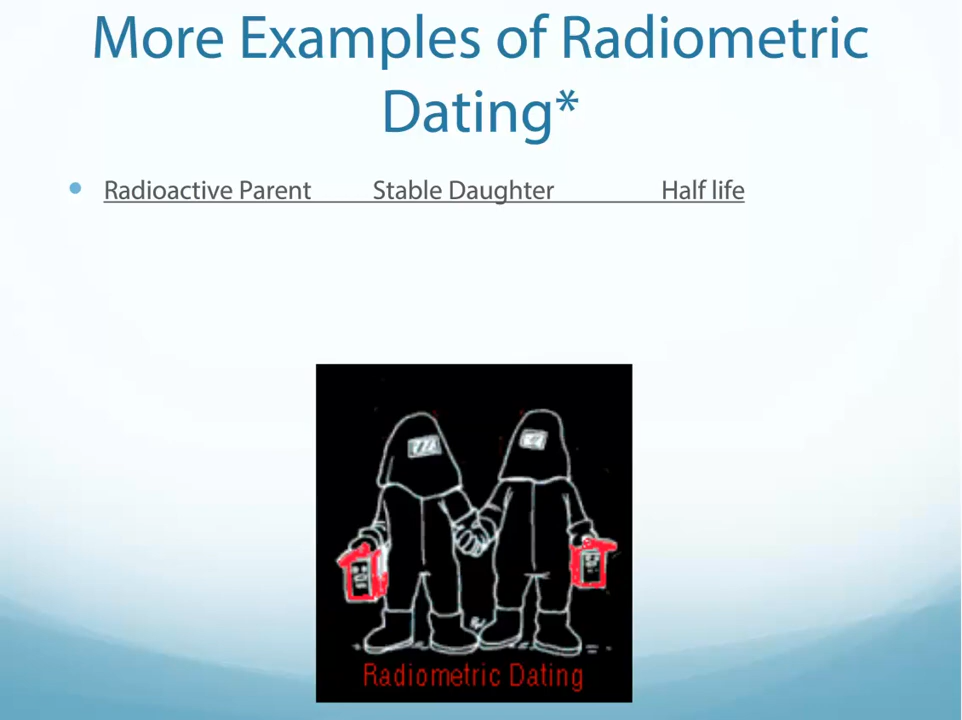 More Examples of Radiometric
Dating*
Radioactive Parent Stable Daughter Half life
Radiometric Dating